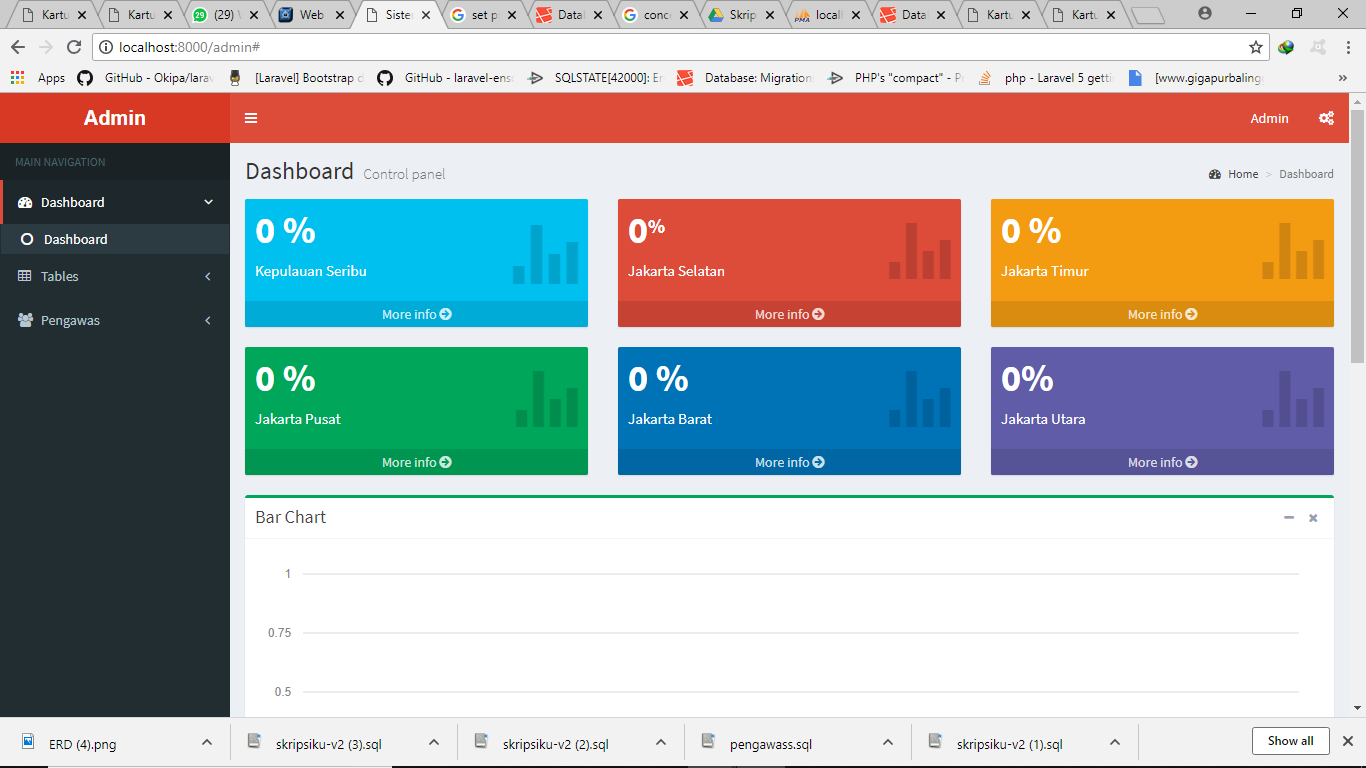 Kartu
Kartu
(29)
Web
Siste
set p
Data
conc
Skrip
locall
Data
Kartu
Kartu
localhost:8000/admin#
Apps
GitHub - Okipa/lara
[Laravel] Bootstrap d
GitHub - laravel-ens
SQLSTATE[42000]: E
Database: Migration
PHP's "compact" - P
php - Laravel 5 getti
[www.gigapurbaling
Admin
Admin
MAIN NAVIGATION
Dashboard
Dashboard
Tables
Pengawas
Dashboard Control panel
Home > Dashboard
0 %
Kepulauan Seribu
More info
0%
Jakarta Selatan
More info
0 %
Jakarta Timur
More info
0 %
Jakarta Pusat
More info
0 %
Jakarta Barat
More info
0%
Jakarta Utara
More info
Bar Chart
1
0.75
0.5
ERD (4).png
skripsiku-v2 (3).sql
skripsiku-v2 (2).sql
pengawass.sql
skripsiku-v2 (1).sql
Show all